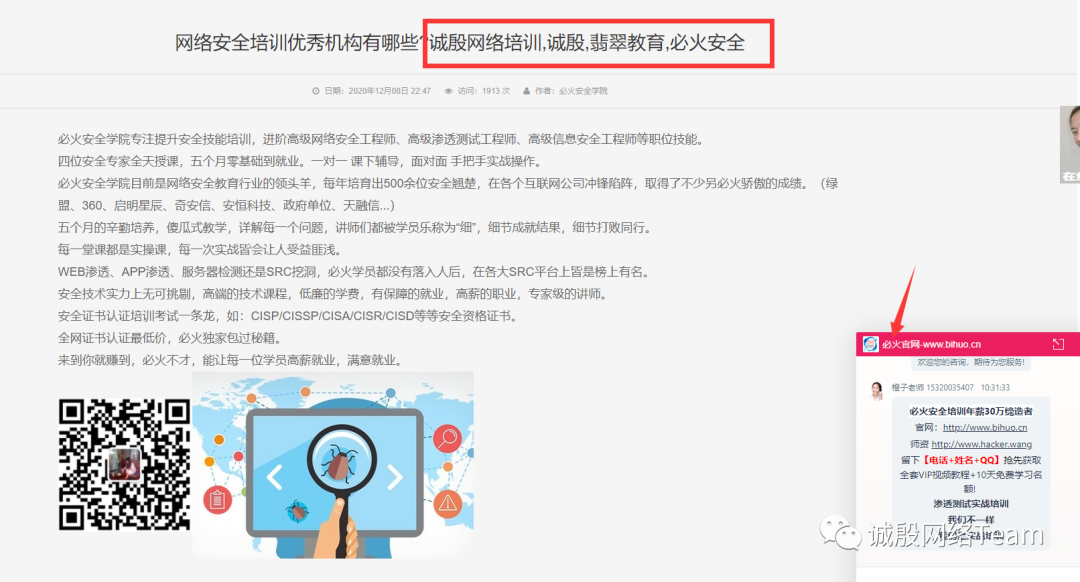 网络安全培训优秀机构有哪些?诚殷网络培训,诚殷,翡翠教育,必火安全
日期：2020年12月08日 22:47 访问：1913 次 作者：必火安全学院
必火安全学院专注提升安全技能培训，进阶高级网络安全工程师、高级渗透测试工程师、高级信息安全工程师等职位技能。
四位安全专家全天授课，五个月零基础到就业。一对一 课下辅导，面对面 手把手实战操作。
必火安全学院目前是网络安全教育行业的领头羊，每年培育出500余位安全翘楚，在各个互联网公司冲锋陷阵，取得了不少另必火骄傲的成绩。（绿
盟、360、启明星辰、奇安信、安恒科技、政府单位、天融信...）
五个月的辛勤培养，傻瓜式教学，详解每一个问题，讲师们都被学员乐称为“细”，细节成就结果，细节打败同行。
每一堂课都是实操课，每一次实战皆会让人受益匪浅。
WEB渗透、APP渗透、服务器检测还是SRC挖洞，必火学员都没有落入人后，在各大SRC平台上皆是榜上有名。
安全技术实力上无可挑剔，高端的技术课程，低廉的学费，有保障的就业，高薪的职业，专家级的讲师。
安全证书认证培训考试一条龙，如：CISP/CISSP/CISA/CISR/CISD等等安全资格证书。
全网证书认证最低价，必火独家包过秘籍。
来到你就赚到，必火不才，能让每一位学员高薪就业，满意就业。
在线
必火官网-www.bihuo.cn
欢迎您的咨询，期待为您服务!
橙子老师 15320035407 10:31:33
必火安全培训年薪30万缔造者
官网：http://www.bihuo.cn
师资 http://www.hacker.wang
留下【电话+姓名+QQ】抢先获取
全套VIP视频教程+10天免费学习名
额!
渗透测试实战培训
我们不一样
诚殷网络Team